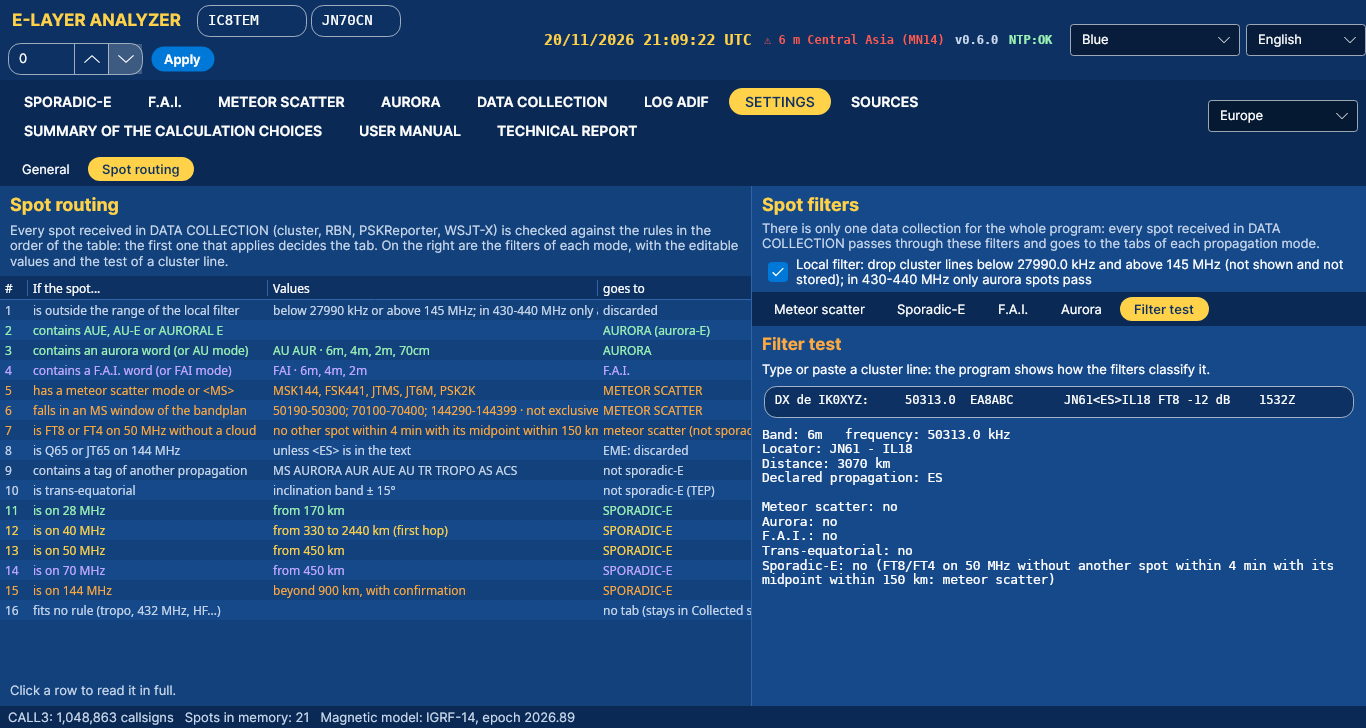 E-LAYER ANALYZER IC8TEM JN70CN
0 Apply
20/11/2026 21:09:22 UTC ⚠ 6 m Central Asia (MN14) v0.6.0 NTP:OK Blue English
SPORADIC-E F.A.I. METEOR SCATTER AURORA DATA COLLECTION LOG ADIF SETTINGS SOURCES
SUMMARY OF THE CALCULATION CHOICES USER MANUAL TECHNICAL REPORT
Europe
General Spot routing
Spot routing
Every spot received in DATA COLLECTION (cluster, RBN, PSKReporter, WSJT-X) is checked against the rules in the
order of the table: the first one that applies decides the tab. On the right are the filters of each mode, with the editable
values and the test of a cluster line.
# If the spot... Values goes to
1 is outside the range of the local filter below 27990 kHz or above 145 MHz; in 430-440 MHz only discarded
2 contains AUE, AU-E or AURORAL E AURORA (aurora-E)
3 contains an aurora word (or AU mode) AU AUR · 6m, 4m, 2m, 70cm AURORA
4 contains a F.A.I. word (or FAI mode) FAI · 6m, 4m, 2m F.A.I.
5 has a meteor scatter mode or <MS> MSK144, FSK441, JTMS, JT6M, PSK2K METEOR SCATTER
6 falls in an MS window of the bandplan 50190-50300; 70100-70400; 144290-144399 · not exclusive METEOR SCATTER
7 is FT8 or FT4 on 50 MHz without a cloud no other spot within 4 min with its midpoint within 150 km meteor scatter (not sporad
8 is Q65 or JT65 on 144 MHz unless <ES> is in the text EME: discarded
9 contains a tag of another propagation MS AURORA AUR AUE AU TR TROPO AS ACS not sporadic-E
10 is trans-equatorial inclination band ± 15° not sporadic-E (TEP)
11 is on 28 MHz from 170 km SPORADIC-E
12 is on 40 MHz from 330 to 2440 km (first hop) SPORADIC-E
13 is on 50 MHz from 450 km SPORADIC-E
14 is on 70 MHz from 450 km SPORADIC-E
15 is on 144 MHz beyond 900 km, with confirmation SPORADIC-E
16 fits no rule (tropo, 432 MHz, HF...) no tab (stays in Collected s
Click a row to read it in full.
Spot filters
There is only one data collection for the whole program: every spot received in DATA
COLLECTION passes through these filters and goes to the tabs of each propagation mode.
Local filter: drop cluster lines below 27990.0 kHz and above 145 MHz (not shown and not
stored); in 430-440 MHz only aurora spots pass
Meteor scatter Sporadic-E F.A.I. Aurora Filter test
Filter test
Type or paste a cluster line: the program shows how the filters classify it.
DX de IK0XYZ: 50313.0 EA8ABC JN61<ES>IL18 FT8 -12 dB 1532Z
Band: 6m frequency: 50313.0 kHz
Locator: JN61 - IL18
Distance: 3070 km
Declared propagation: ES
Meteor scatter: no
Aurora: no
F.A.I.: no
Trans-equatorial: no
Sporadic-E: no (FT8/FT4 on 50 MHz without another spot within 4 min with its
midpoint within 150 km: meteor scatter)
CALL3: 1,048,863 callsigns Spots in memory: 21 Magnetic model: IGRF-14, epoch 2026.89